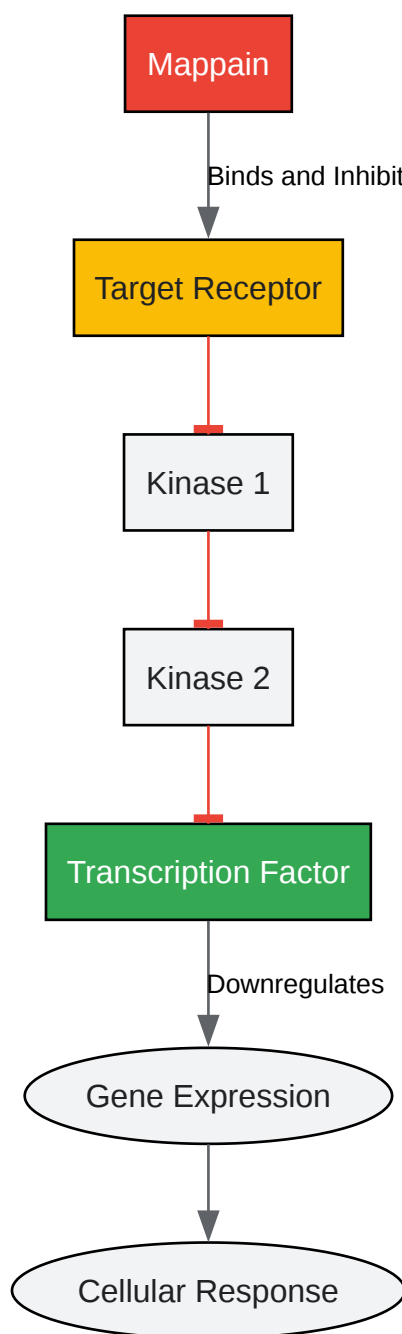 Mappain
Binds and Inhibit
Target Receptor
Kinase 1
Kinase 2
Transcription Factor
Downregulates
Gene Expression
Cellular Response